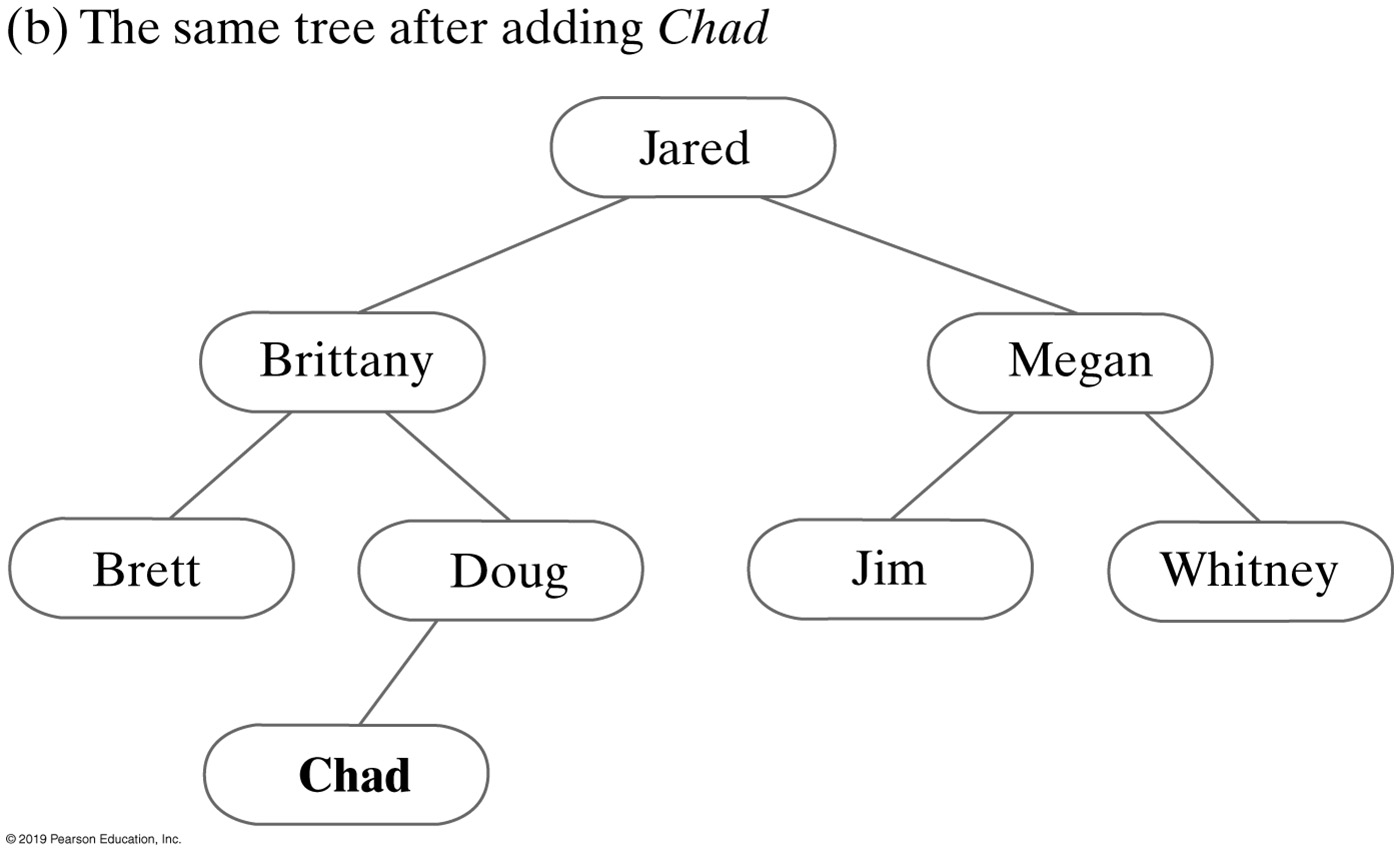 (b) The same tree after adding Chad
Jared
Brittany
Megan
Brett
Doug
Jim
Whitney
Chad
© 2019 Pearson Education, Inc.